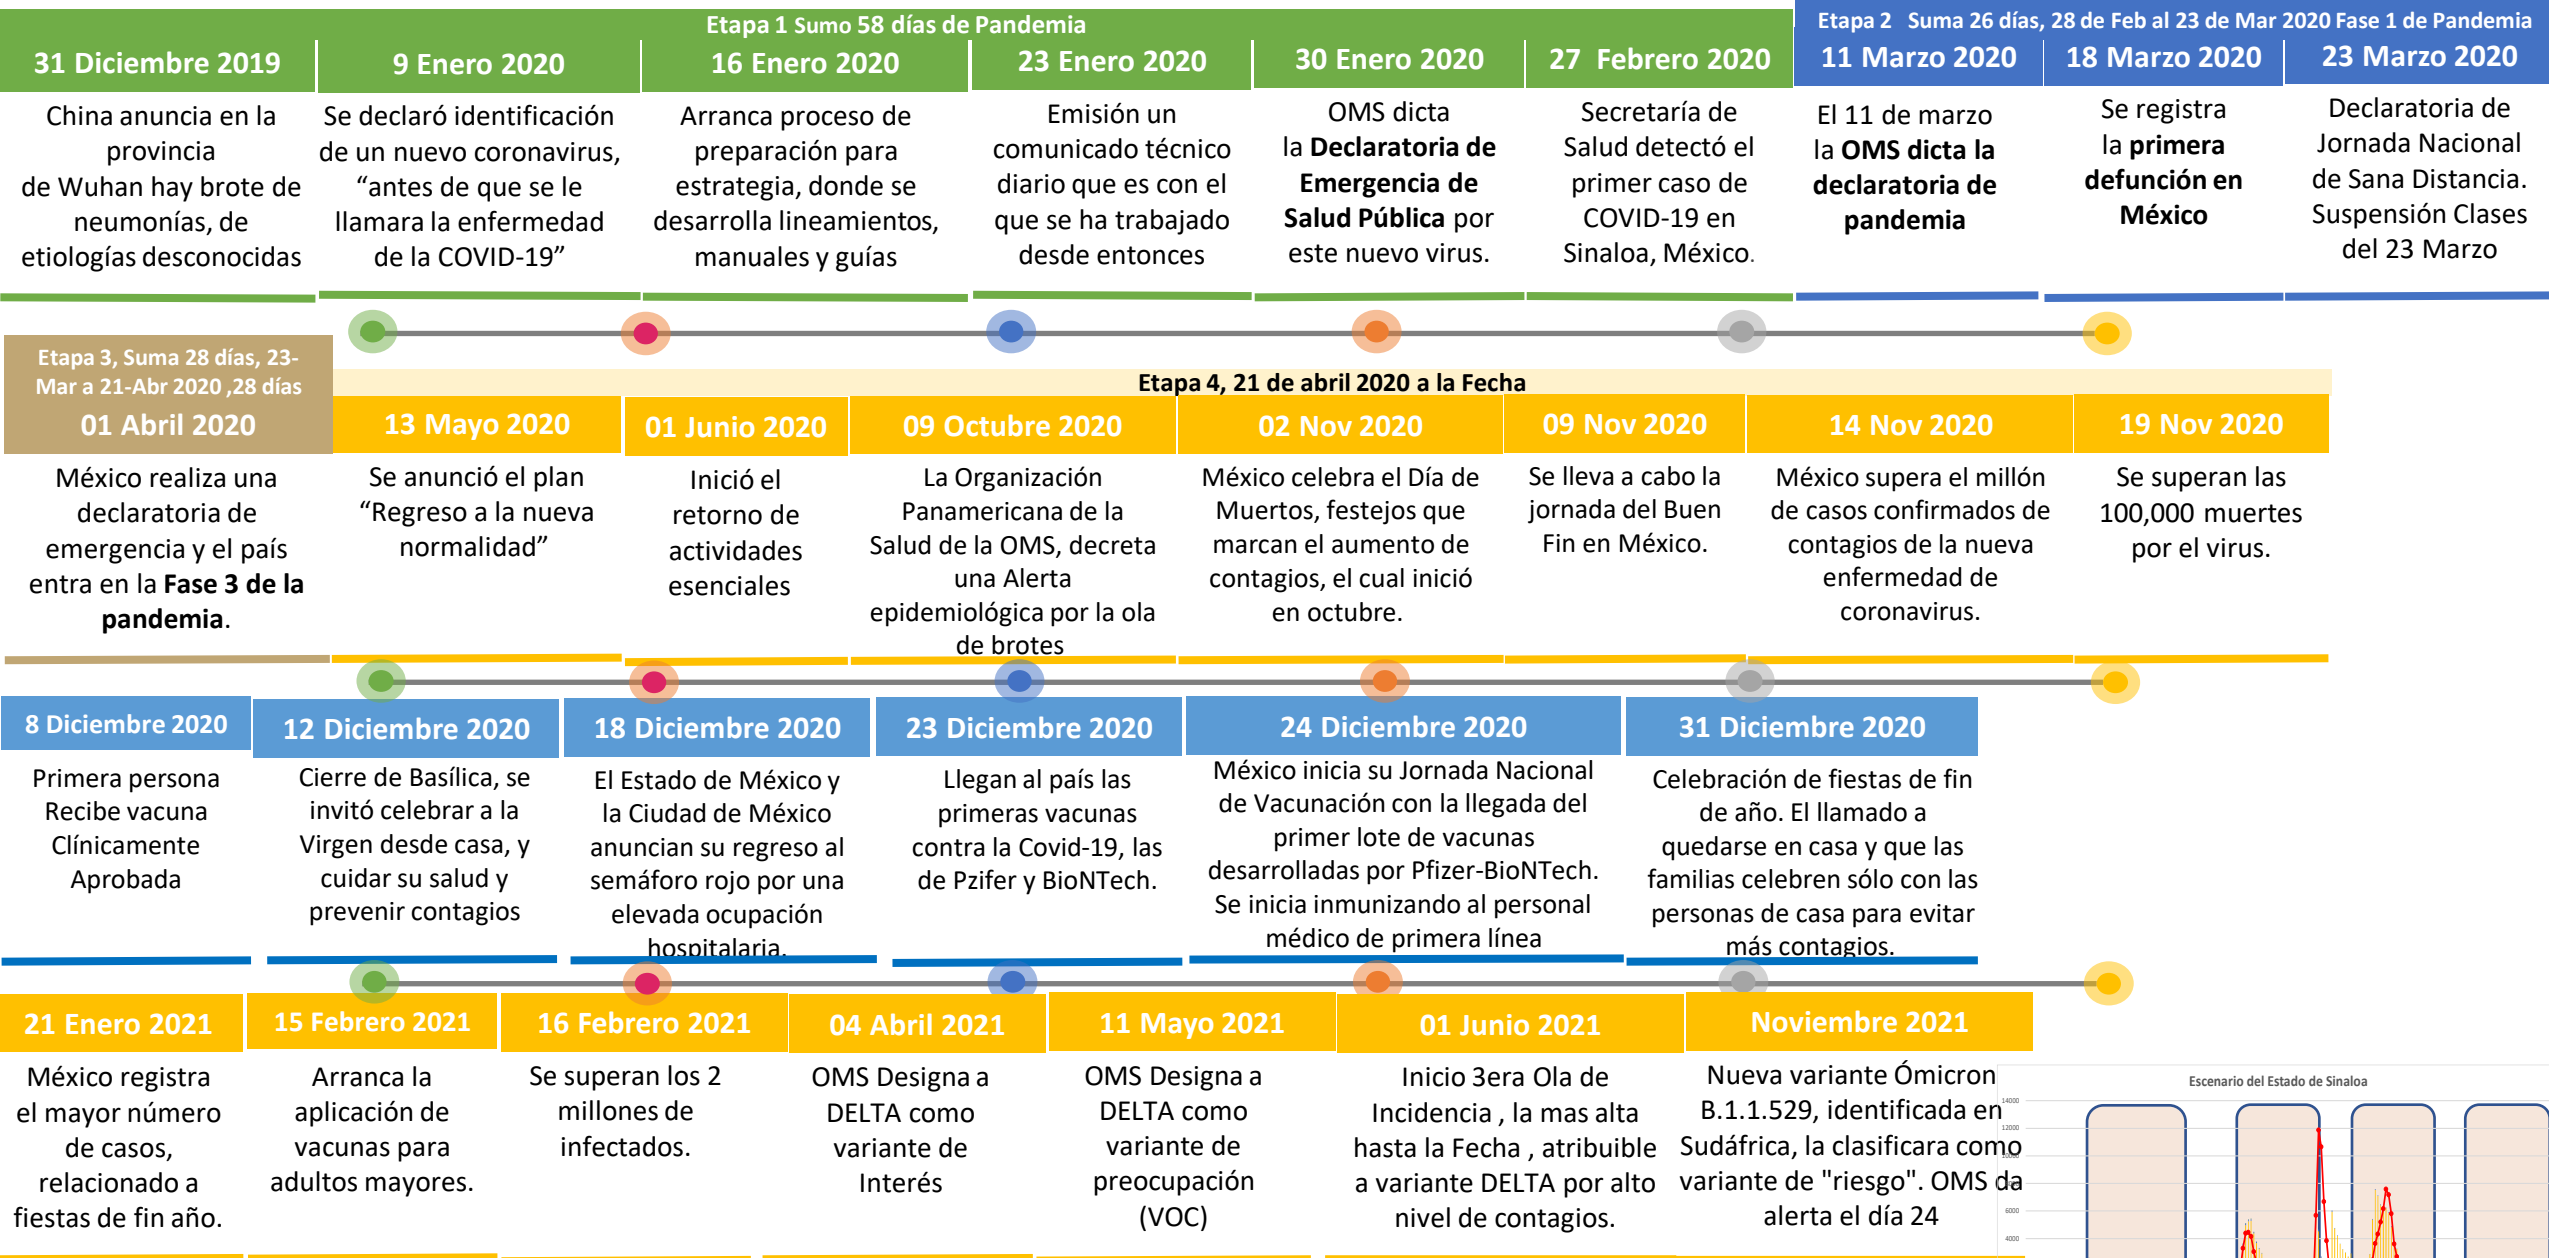 Etapa 1 Sumo 58 días de Pandemia
31 Diciembre 2019
China anuncia en la
provincia
de Wuhan hay brote de
neumonías, de
etiologías desconocidas
9 Enero 2020
Se declaró identificación
de un nuevo coronavirus,
“antes de que se le
llamara la enfermedad
de la COVID-19”
16 Enero 2020
Arranca proceso de
preparación para
estrategia, donde se
desarrolla lineamientos,
manuales y guías
23 Enero 2020
Emisión un
comunicado técnico
diario que es con el
que se ha trabajado
desde entonces
30 Enero 2020
OMS dicta
la Declaratoria de
Emergencia de
Salud Pública por
este nuevo virus.
27 Febrero 2020
Secretaría de
Salud detectó el
primer caso de
COVID-19 en
Sinaloa, México.
Etapa 2 Suma 26 días, 28 de Feb al 23 de Mar 2020 Fase 1 de Pandemia
11 Marzo 2020
El 11 de marzo
la OMS dicta la
declaratoria de
pandemia
18 Marzo 2020
Se registra
la primera
defunción en
México
23 Marzo 2020
Declaratoria de
Jornada Nacional
de Sana Distancia.
Suspensión Clases
del 23 Marzo
Etapa 3, Suma 28 días, 23-
Mar a 21-Abr 2020 ,28 días
01 Abril 2020
México realiza una
declaratoria de
emergencia y el país
entra en la Fase 3 de la
pandemia.
Etapa 4, 21 de abril 2020 a la Fecha
13 Mayo 2020
Se anunció el plan
“Regreso a la nueva
normalidad”
01 Junio 2020
Inició el
retorno de
actividades
esenciales
09 Octubre 2020
La Organización
Panamericana de la
Salud de la OMS, decreta
una Alerta
epidemiológica por la ola
de brotes
02 Nov 2020
México celebra el Día de
Muertos, festejos que
marcan el aumento de
contagios, el cual inició
en octubre.
09 Nov 2020
Se lleva a cabo la
jornada del Buen
Fin en México.
14 Nov 2020
México supera el millón
de casos confirmados de
contagios de la nueva
enfermedad de
coronavirus.
19 Nov 2020
Se superan las
100,000 muertes
por el virus.
8 Diciembre 2020
Primera persona
Recibe vacuna
Clínicamente
Aprobada
12 Diciembre 2020
Cierre de Basílica, se
invitó celebrar a la
Virgen desde casa, y
cuidar su salud y
prevenir contagios
18 Diciembre 2020
El Estado de México y
la Ciudad de México
anuncian su regreso al
semáforo rojo por una
elevada ocupación
hospitalaria.
23 Diciembre 2020
Llegan al país las
primeras vacunas
contra la Covid-19, las
de Pzifer y BioNTech.
24 Diciembre 2020
México inicia su Jornada Nacional
de Vacunación con la llegada del
primer lote de vacunas
desarrolladas por Pfizer-BioNTech.
Se inicia inmunizando al personal
médico de primera línea
31 Diciembre 2020
Celebración de fiestas de fin
de año. El llamado a
quedarse en casa y que las
familias celebren sólo con las
personas de casa para evitar
más contagios.
21 Enero 2021
México registra
el mayor número
de casos,
relacionado a
fiestas de fin año.
15 Febrero 2021
Arranca la
aplicación de
vacunas para
adultos mayores.
16 Febrero 2021
Se superan los 2
millones de
infectados.
04 Abril 2021
OMS Designa a
DELTA como
variante de
Interés
11 Mayo 2021
OMS Designa a
DELTA como
variante de
preocupación
(VOC)
01 Junio 2021
Inicio 3era Ola de
Incidencia , la mas alta
hasta la Fecha , atribuible
a variante DELTA por alto
nivel de contagios.
Noviembre 2021
Nueva variante Ómicron
B.1.1.529, identificada en
Sudáfrica, la clasificara como
variante de "riesgo". OMS da
alerta el día 24
Escenario del Estado de Sinaloa
14000
12000
6000
4000